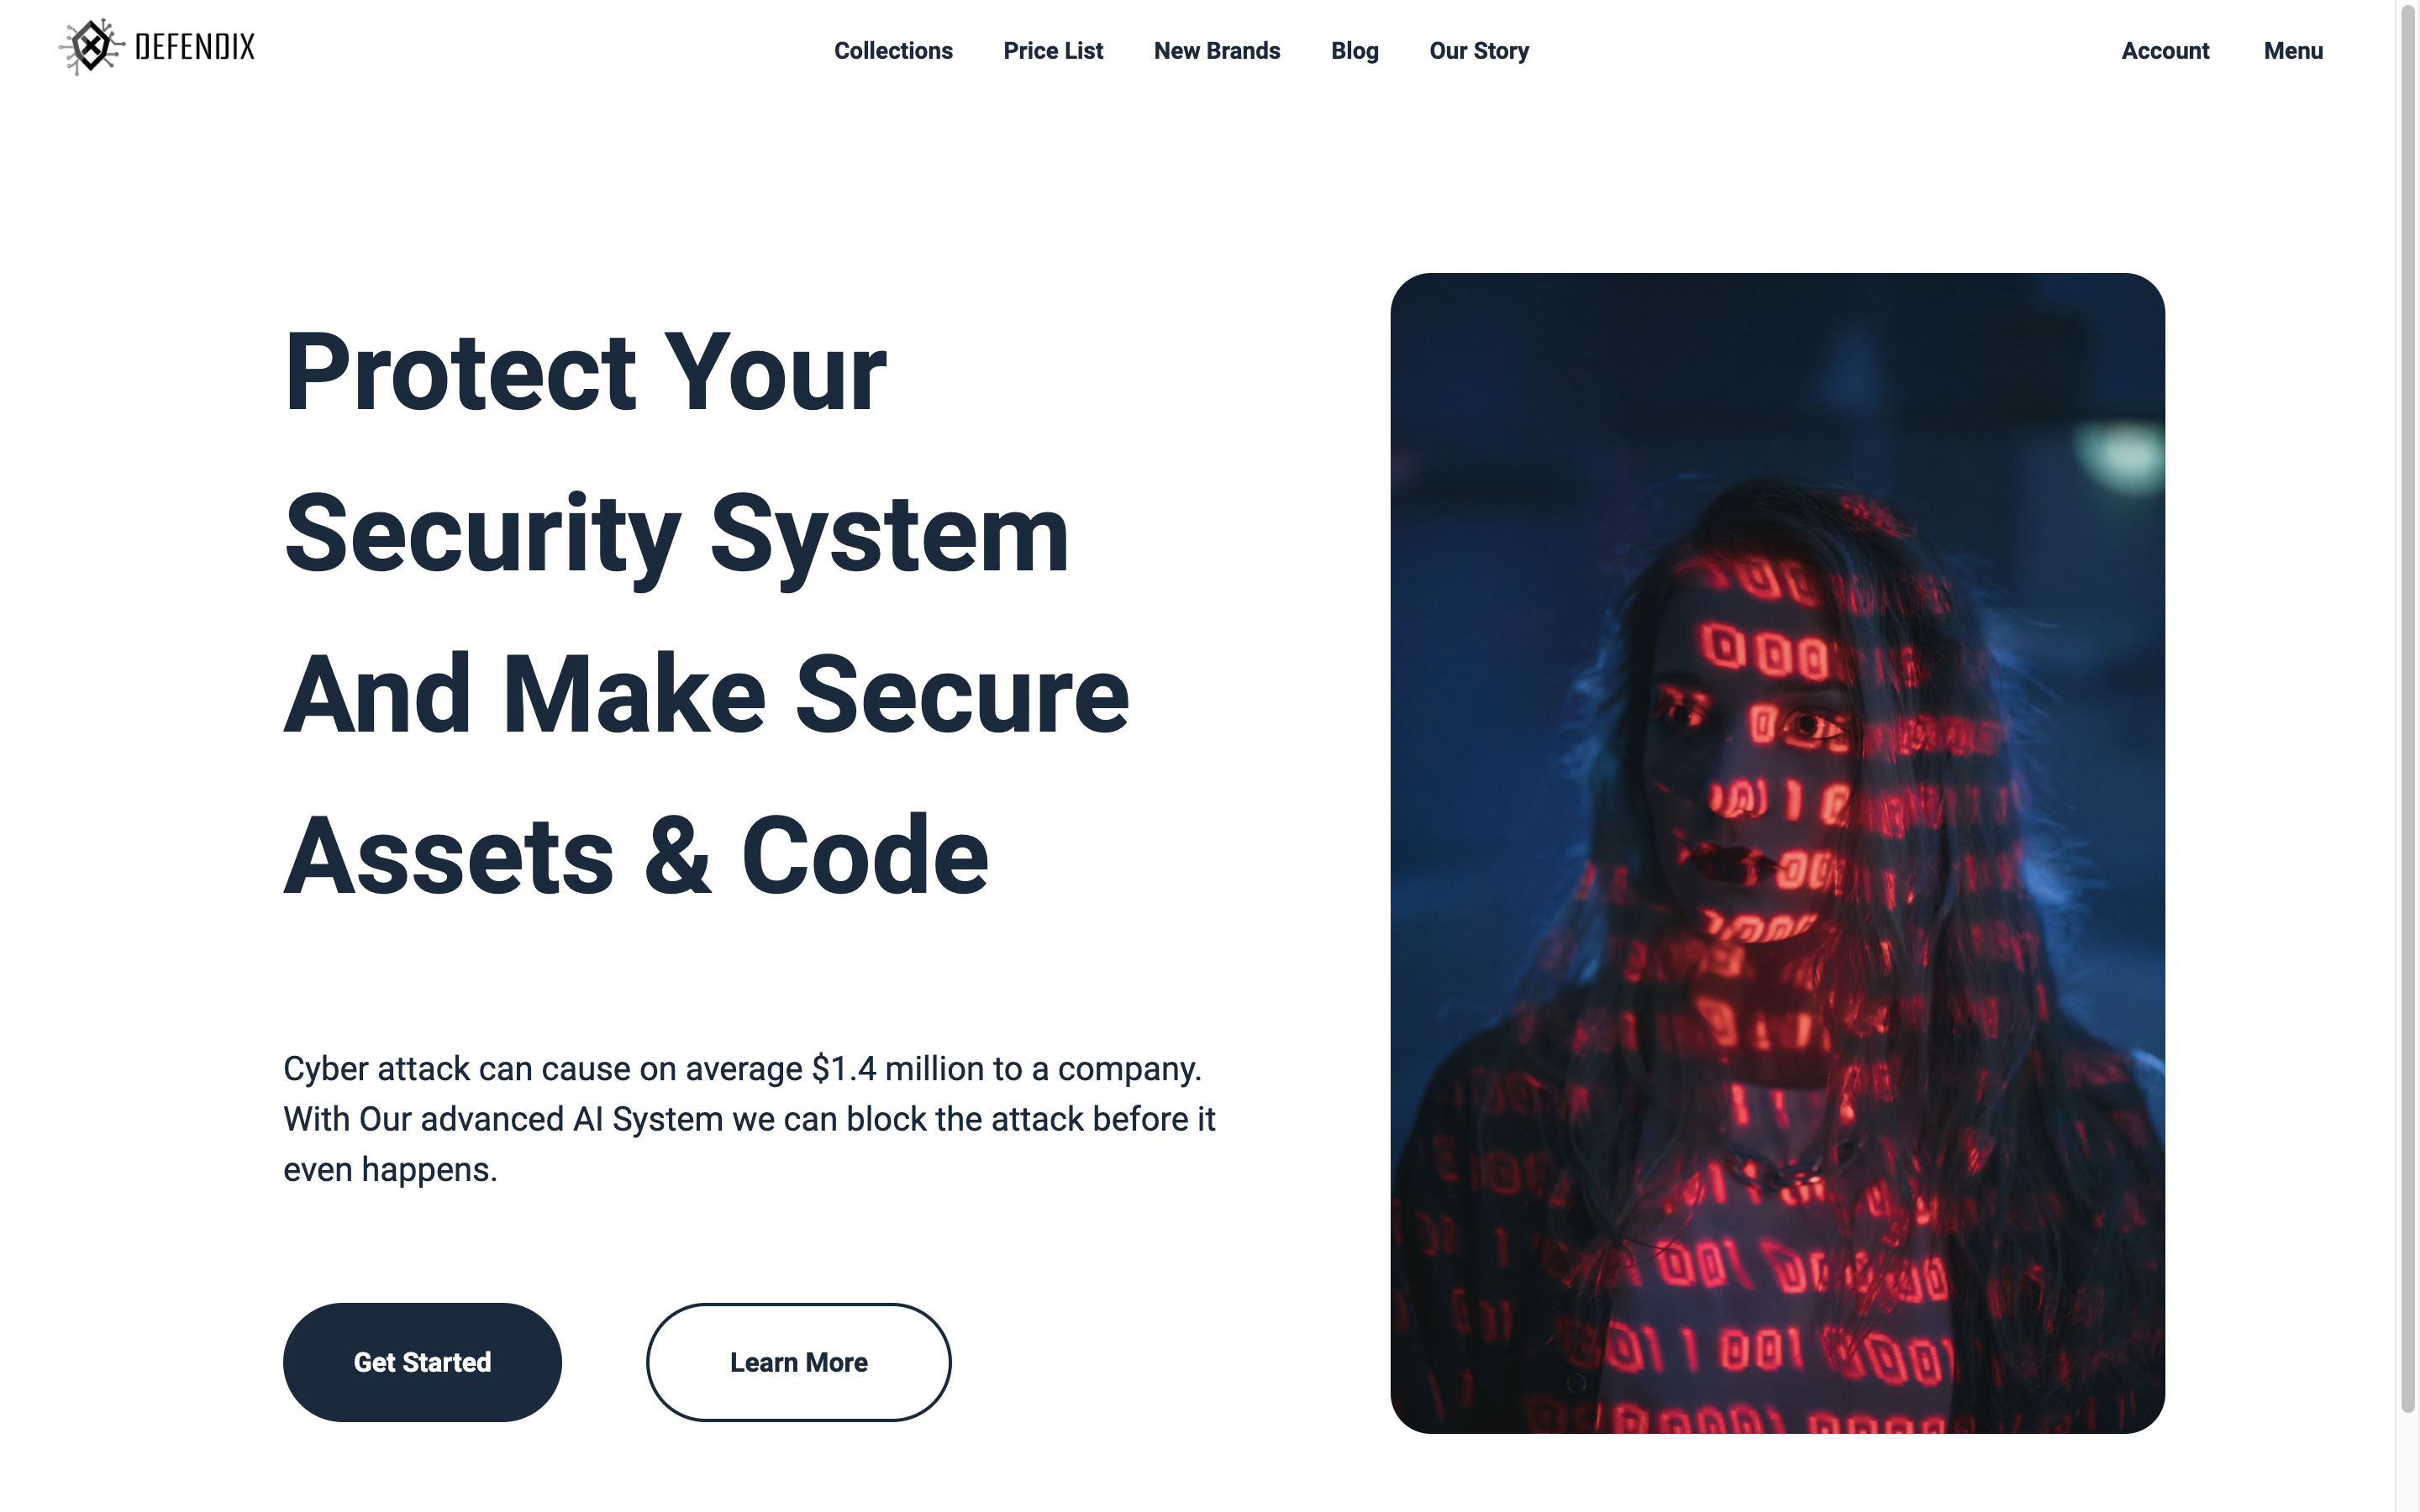 DEFENDIX
Collections Price List New Brands Blog Our Story Account Menu
Protect Your
Security System
And Make Secure
Assets & Code
Cyber attack can cause on average $1.4 million to a company.
With Our advanced AI System we can block the attack before it
even happens.
Get Started Learn More